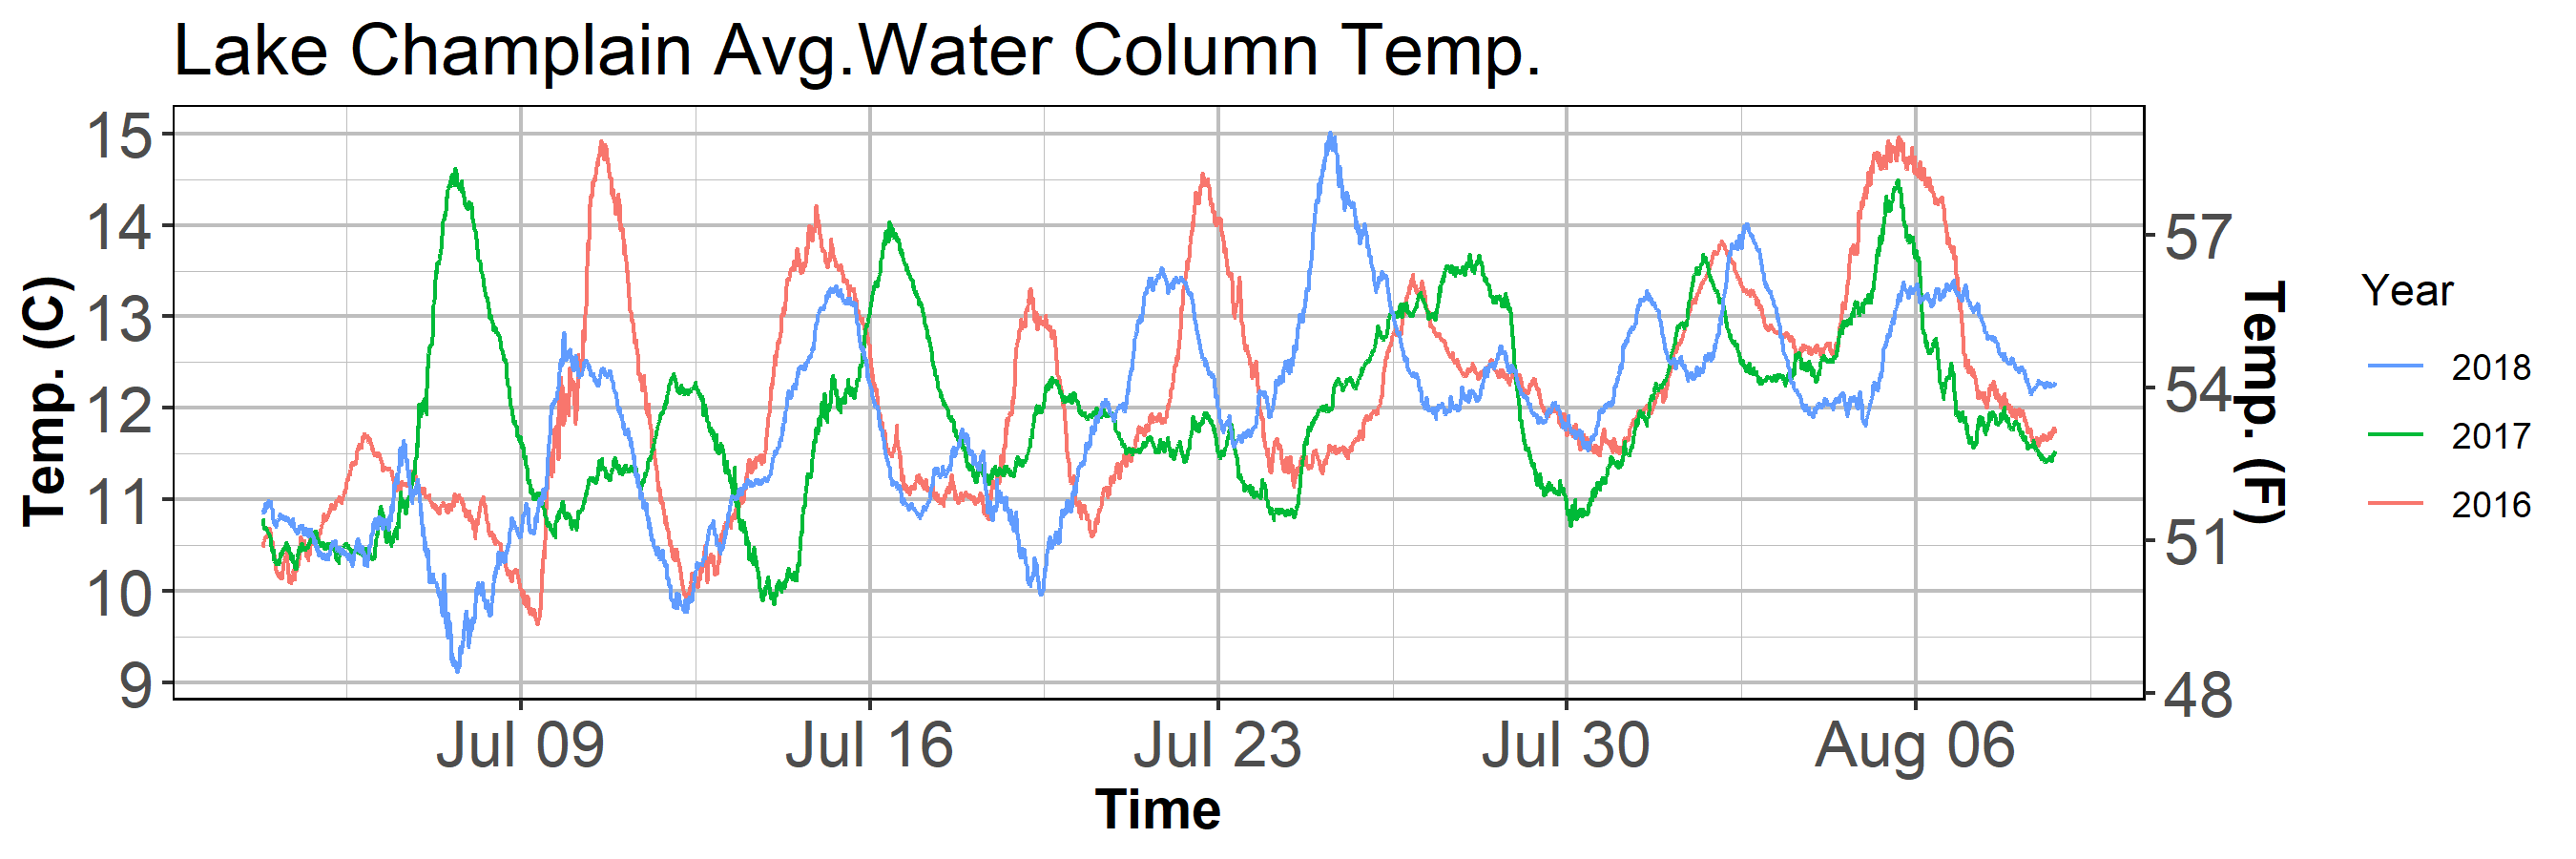 Lake Champlain Avg.Water Column Temp.
Temp. (C)
15
14
13
12
11
10
9
57
54
51
48
Temp. (F)
Jul 09
Jul 16
Jul 23
Jul 30
Aug 06
Time
Year
2018
2017
2016